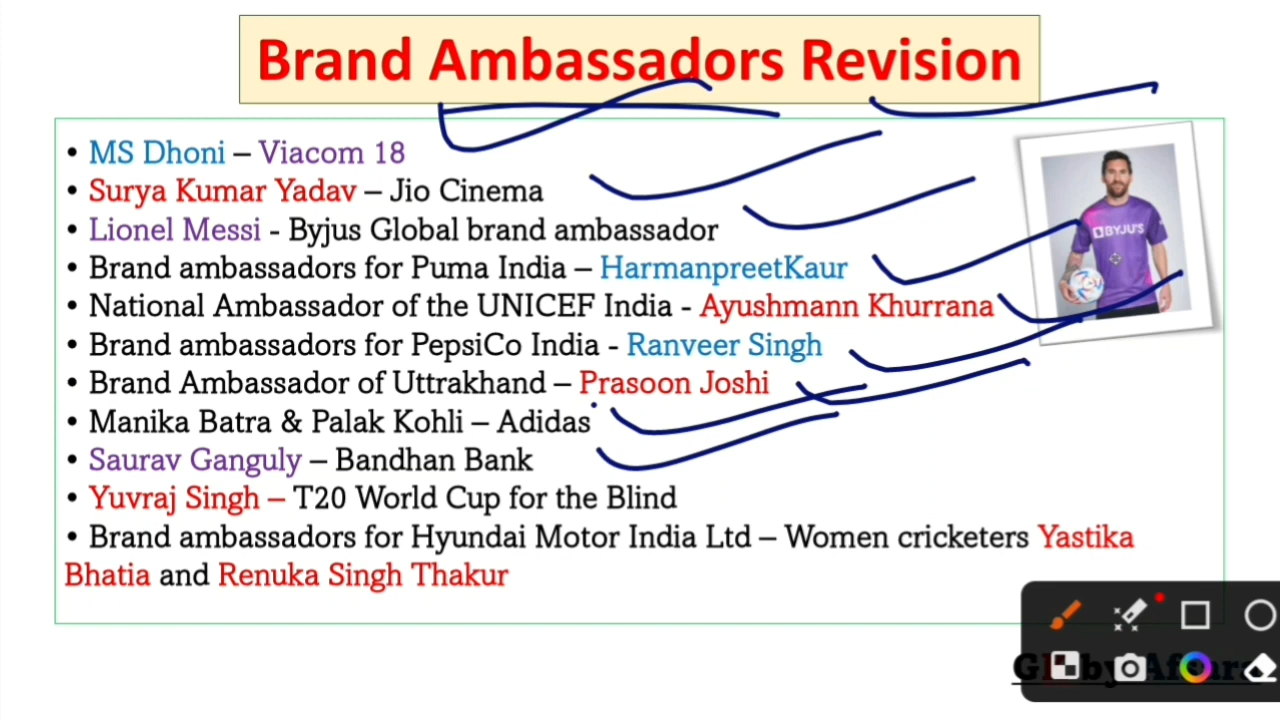 Brand Ambassadors Revision
• MS Dhoni – Viacom 18
• Surya Kumar Yadav – Jio Cinema
• Lionel Messi - Byjus Global brand ambassador
• Brand ambassadors for Puma India – HarmanpreetKaur
• National Ambassador of the UNICEF India - Ayushmann Khurrana
• Brand ambassadors for PepsiCo India - Ranveer Singh
• Brand Ambassador of Uttrakhand – Prasoon Joshi
• Manika Batra & Palak Kohli – Adidas
• Saurav Ganguly – Bandhan Bank
• Yuvraj Singh – T20 World Cup for the Blind
• Brand ambassadors for Hyundai Motor India Ltd – Women cricketers Yastika
Bhatia and Renuka Singh Thakur
BYJU'S
by